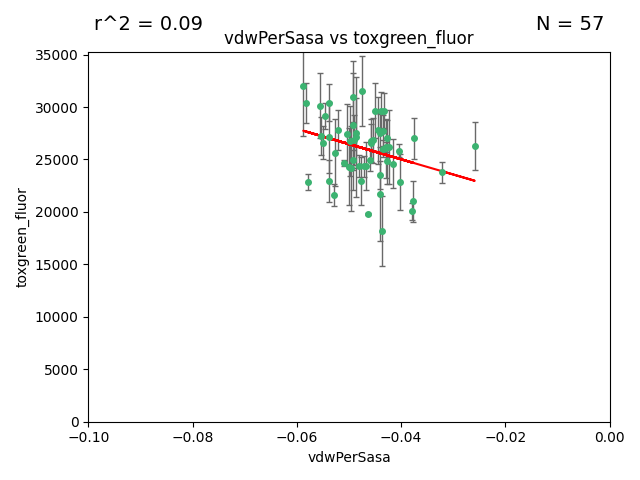 r^2 = 0.09
N = 57
vdwPerSasa vs toxgreen_fluor
35000
30000
25000
20000
15000
10000
5000
0
toxgreen_fluor
−0.10
−0.08
−0.06
−0.04
−0.02
0.00
vdwPerSasa